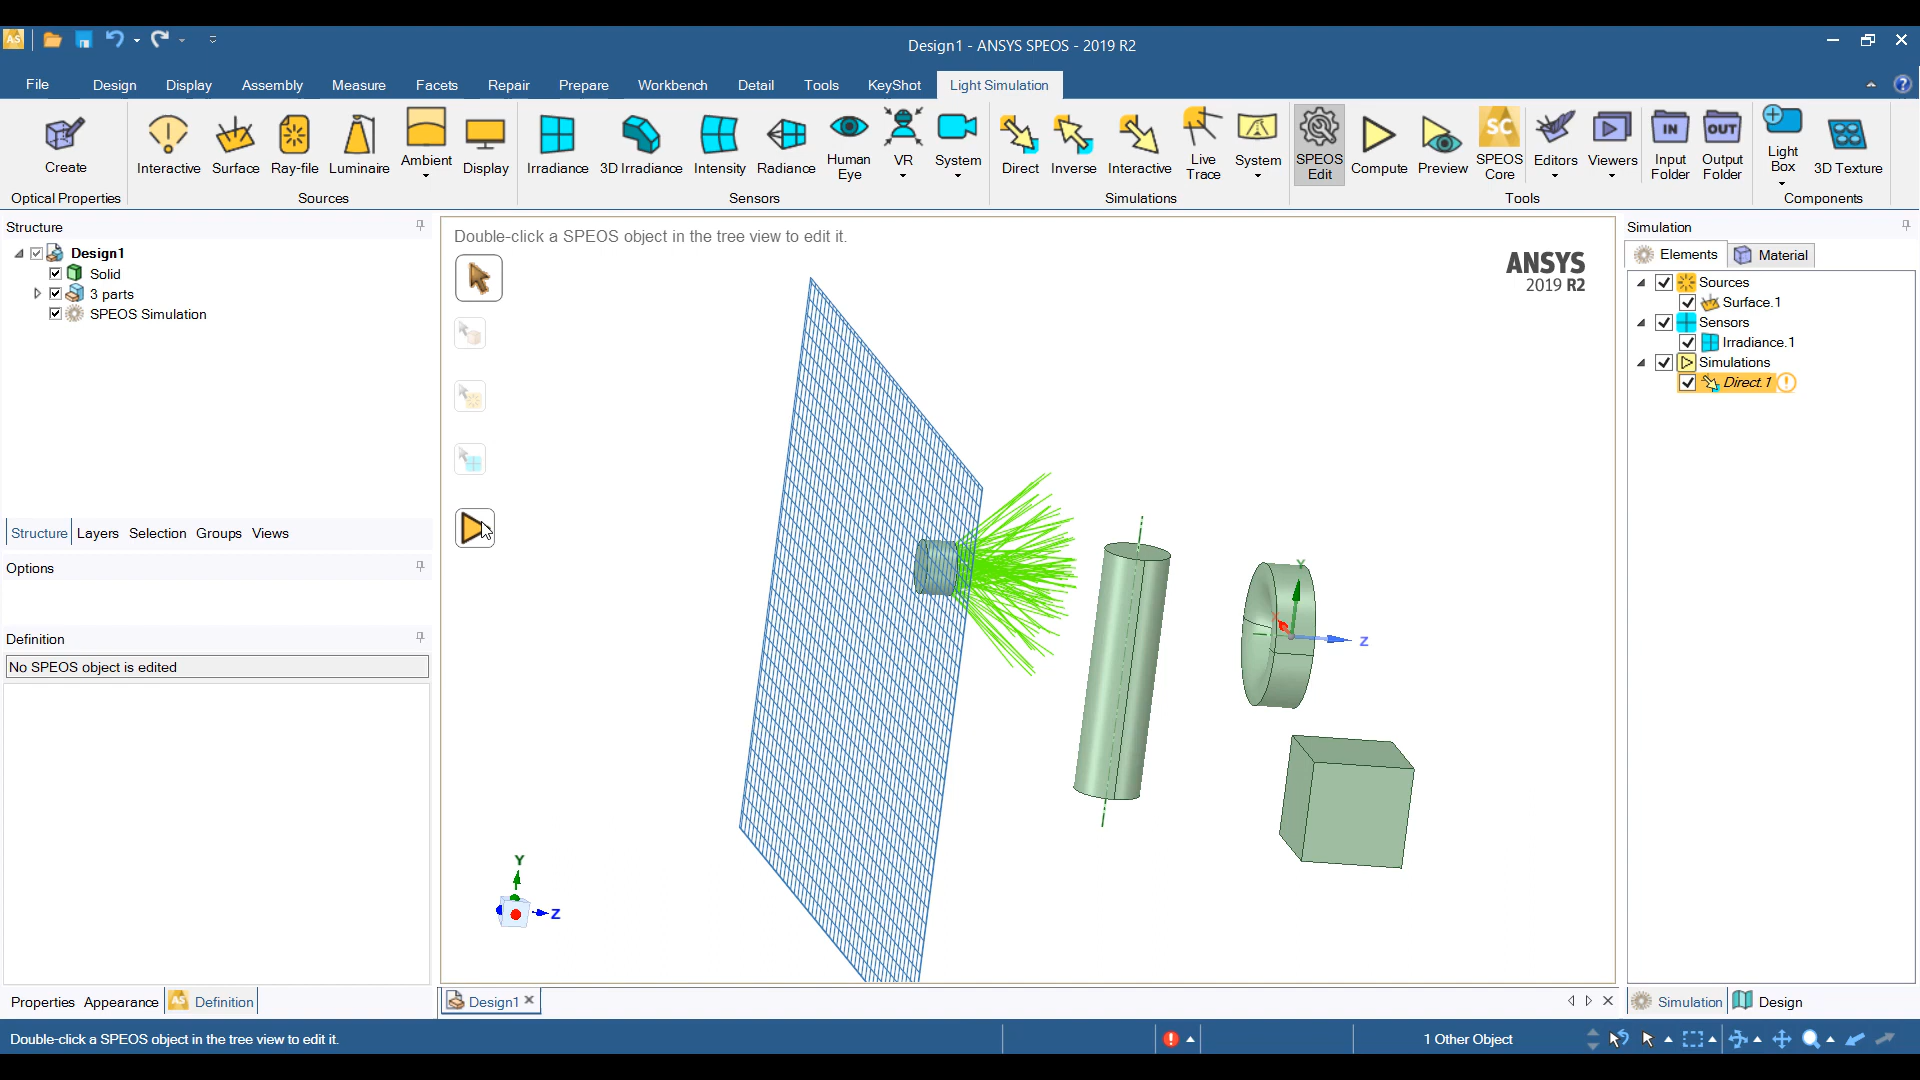 AS
Design1 - ANSYS SPEOS - 2019 R2
File Design Display Assembly Measure Facets Repair Prepare Workbench Detail Tools KeyShot Light Simulation
Create
Optical Properties
Interactive Surface Ray-file Luminaire Ambient Display
Sources
Irradiance 3D Irradiance Intensity Radiance Human Eye VR System
Sensors
Direct Inverse Interactive Live Trace System
Simulations
SPEOS Edit Compute Preview SC SPEOS Core Editors Viewers IN Input Folder OUT Output Folder
Tools
Light Box 3D Texture
Components
Structure
Design1
Solid
3 parts
SPEOS Simulation
Structure Layers Selection Groups Views
Options
Definition
No SPEOS object is edited
Properties Appearance AS Definition
Double-click a SPEOS object in the tree view to edit it.
ANSYS
2019 R2
Y
Z
Y
Z
Design1
Simulation
Elements Material
Sources
Surface.1
Sensors
Irradiance.1
Simulations
Direct.1
Simulation Design
Double-click a SPEOS object in the tree view to edit it.
1 Other Object